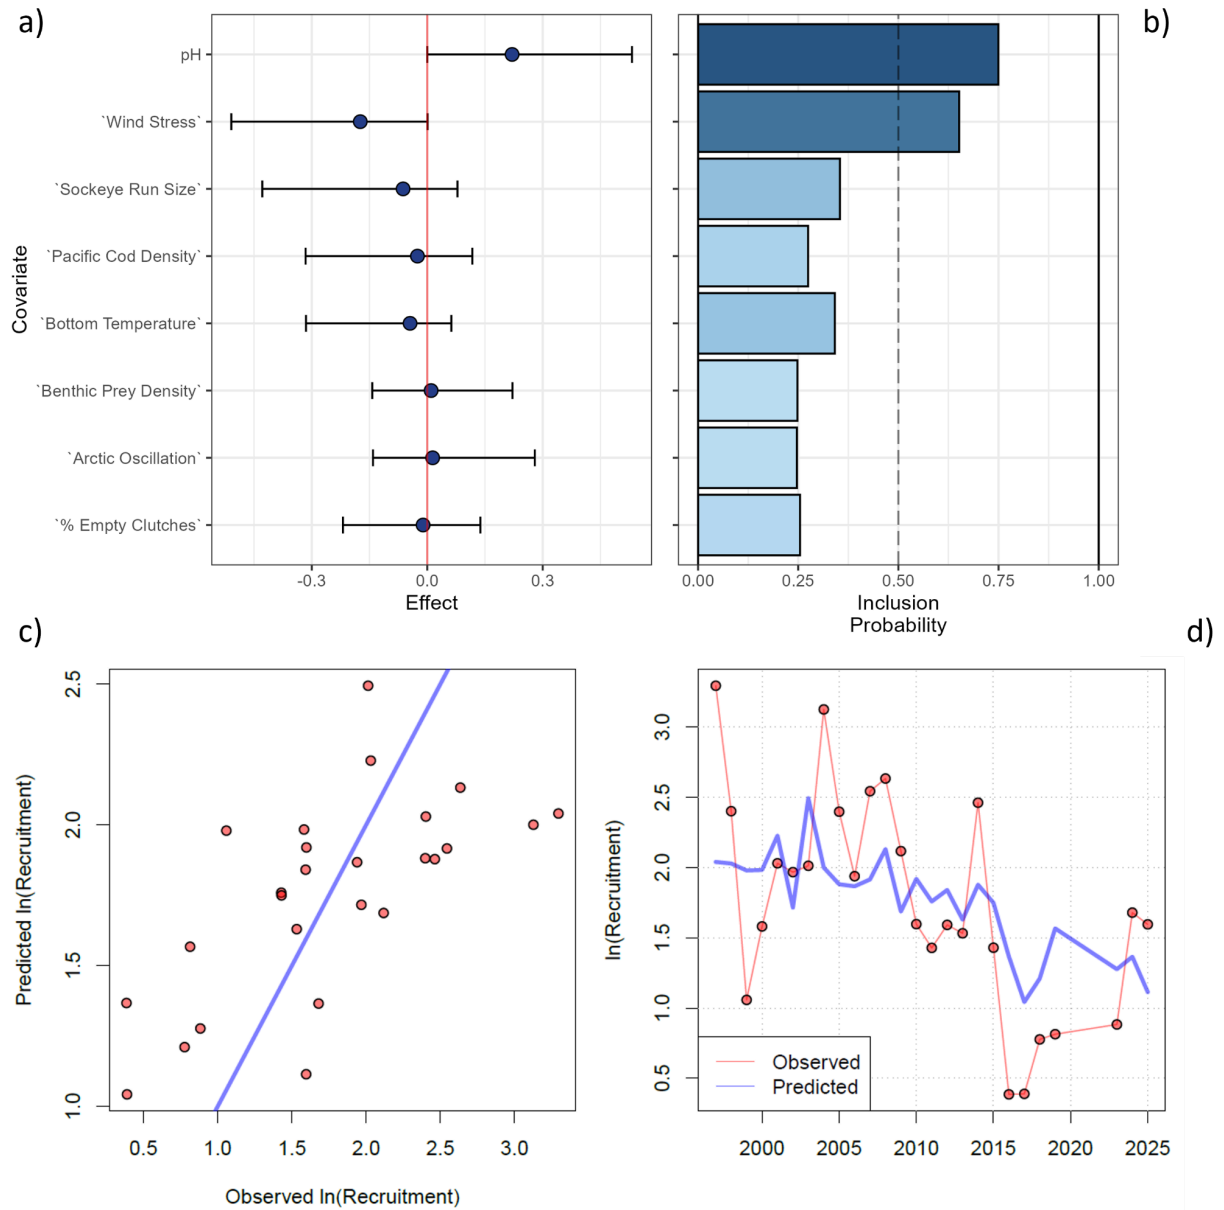 a)
Covariate
pH
`Wind Stress`
`Sockeye Run Size`
`Pacific Cod Density`
`Bottom Temperature`
`Benthic Prey Density`
`Arctic Oscillation`
`% Empty Clutches`
-0.3 0.0 0.3
Effect
b)
0.00 0.25 0.50 0.75 1.00
Inclusion
Probability
c)
Predicted ln(Recruitment)
2.5
2.0
1.5
1.0
0.5 1.0 1.5 2.0 2.5 3.0
Observed ln(Recruitment)
d)
ln(Recruitment)
3.0
2.5
2.0
1.5
1.0
0.5
Observed
Predicted
2000 2005 2010 2015 2020 2025